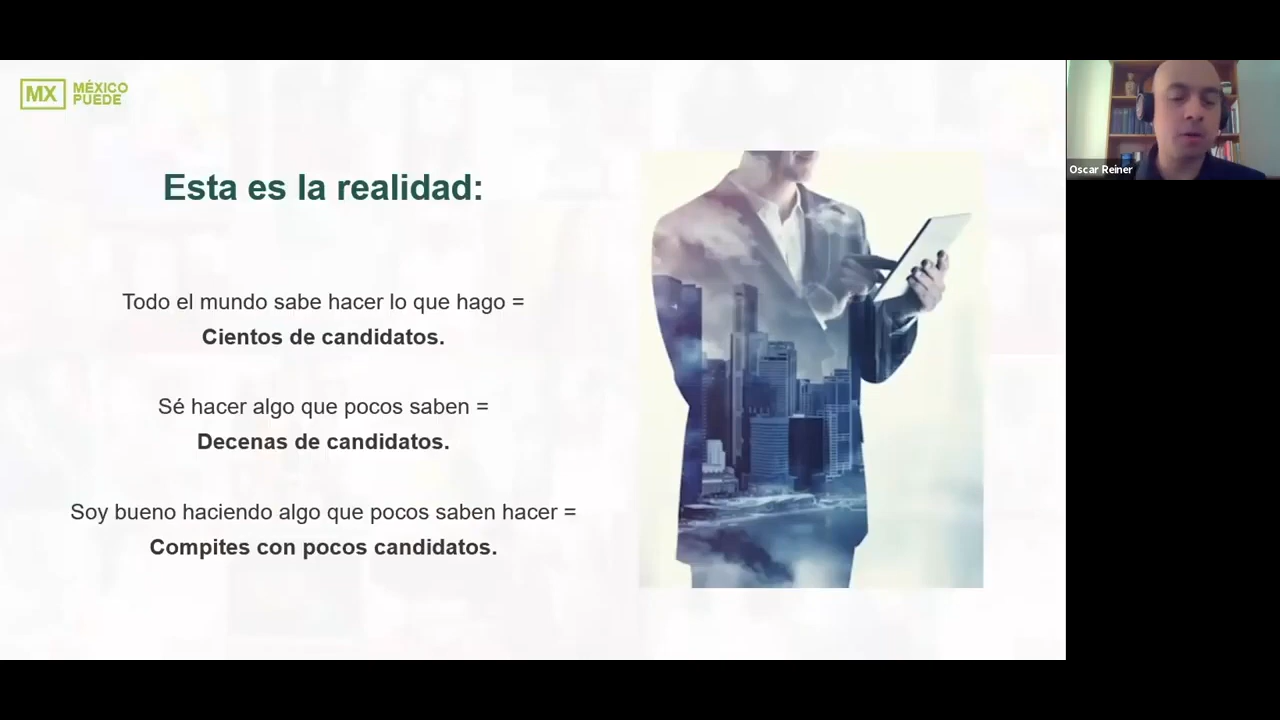 MX
MÉXICO
PUEDE
Esta es la realidad:
Todo el mundo sabe hacer lo que hago =
Cientos de candidatos.
Sé hacer algo que pocos saben =
Decenas de candidatos.
Soy bueno haciendo algo que pocos saben hacer =
Compites con pocos candidatos.
Oscar Reiner